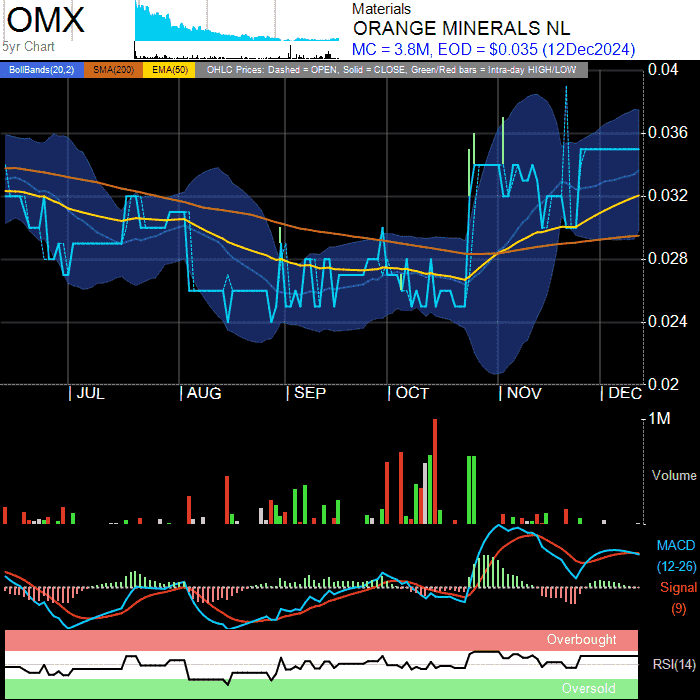 OMX
5yr Chart
Materials
ORANGE MINERALS NL
MC = 3.8M, EOD = $0.035 (12Dec2024)
BollBands(20,2) SMA(200) EMA(50) OHLC Prices: Dashed = OPEN, Solid = CLOSE, Green/Red bars = Intra-day HIGH/LOW
0.04
0.036
0.032
0.028
0.024
0.02
JUL AUG SEP OCT NOV DEC
1M
Volume
MACD
(12-26)
Signal
(9)
Overbought
RSI(14)
Oversold